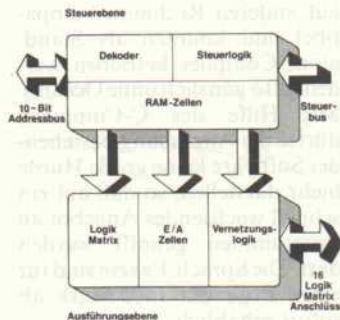 Steuerebene
Dekoder
Steuerlogik
RAM-Zellen
10-Bit
Addressbus
Steuer-
bus
Logik
Matrix
E/A
Zellen
Vernetzungs-
logik
16
Logik
Matrix
Anschlüsse
Ausführungsebene